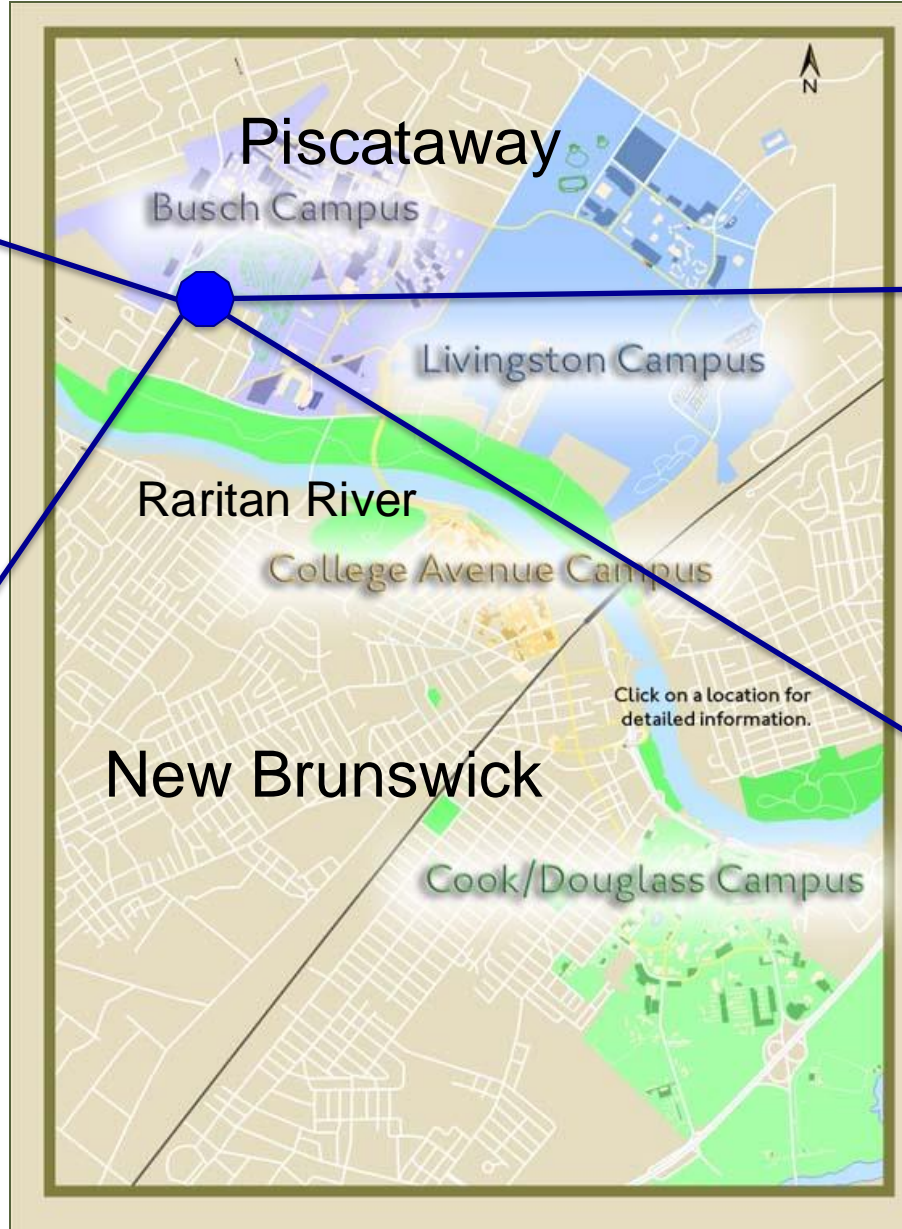 N
Piscataway
Busch Campus
Livingston Campus
Raritan River
College Avenue Campus
Click on a location for
detailed information.
New Brunswick
Cook/Douglass Campus